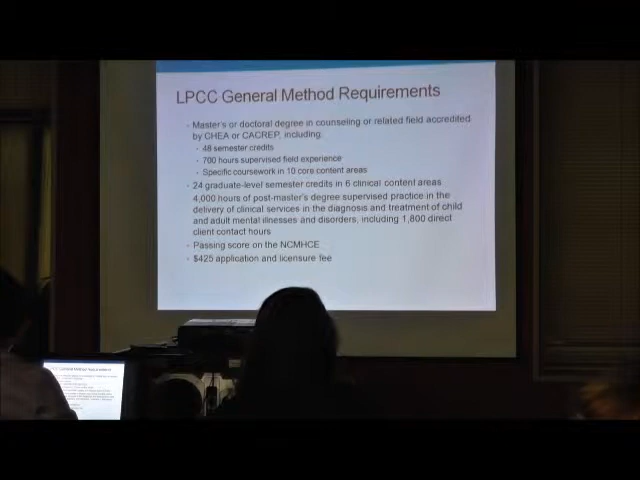 LPCC General Method Requirements
Master's or doctoral degree in counseling or related field accredited
by CHEA or CACREP, including:
48 semester credits
700 hours supervised field experience
Specific coursework in 10 core content areas
24 graduate-level semester credits in 6 clinical content areas
4,000 hours of post-master's degree supervised practice in the
delivery of clinical services in the diagnosis and treatment of child
and adult mental illnesses and disorders, including 1,800 direct
client contact hours
Passing score on the NCMHCE
$425 application and licensure fee